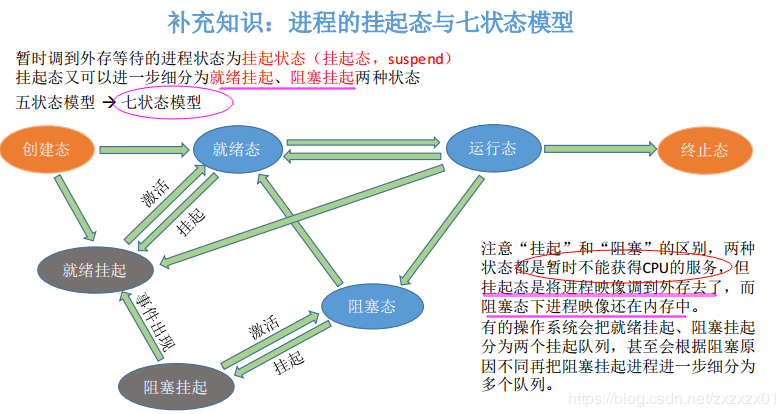 补充知识：进程的挂起态与七状态模型
暂时调到外存等待的进程状态为挂起状态（挂起态，suspend）
挂起态又可以进一步细分为就绪挂起、阻塞挂起两种状态
五状态模型→七状态模型
创建态
就绪态
运行态
终止态
激活
挂起
就绪挂起
阻塞态
事件出现
激活
挂起
阻塞挂起
注意“挂起”和“阻塞”的区别，两种
状态都是暂时不能获得CPU的服务，但
挂起态是将进程映像调到外存去了，而
阻塞态下进程映像还在内存中。
有的操作系统会把就绪挂起、阻塞挂起
分为两个挂起队列，甚至会根据阻塞原
因不同再把阻塞挂起进程进一步细分为
多个队列。
https://blog.csdn.net/zxzxzx01